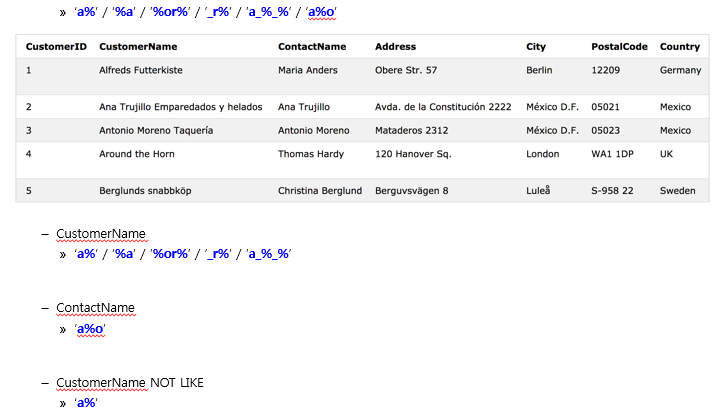 » 'a%' / '%a' / '%or%' / '_r%' / 'a_%_%' / 'a%o'
CustomerID CustomerName ContactName Address City PostalCode Country
1 Alfreds Futterkiste Maria Anders Obere Str. 57 Berlin 12209 Germany
2 Ana Trujillo Emparedados y helados Ana Trujillo Avda. de la Constitución 2222 México D.F. 05021 Mexico
3 Antonio Moreno Taquería Antonio Moreno Mataderos 2312 México D.F. 05023 Mexico
4 Around the Horn Thomas Hardy 120 Hanover Sq. London WA1 1DP UK
5 Berglunds snabbköp Christina Berglund Berguvsvägen 8 Luleå S-958 22 Sweden
– CustomerName
» 'a%' / '%a' / '%or%' / '_r%' / 'a_%_%'
– ContactName
» 'a%o'
– CustomerName NOT LIKE
» 'a%'